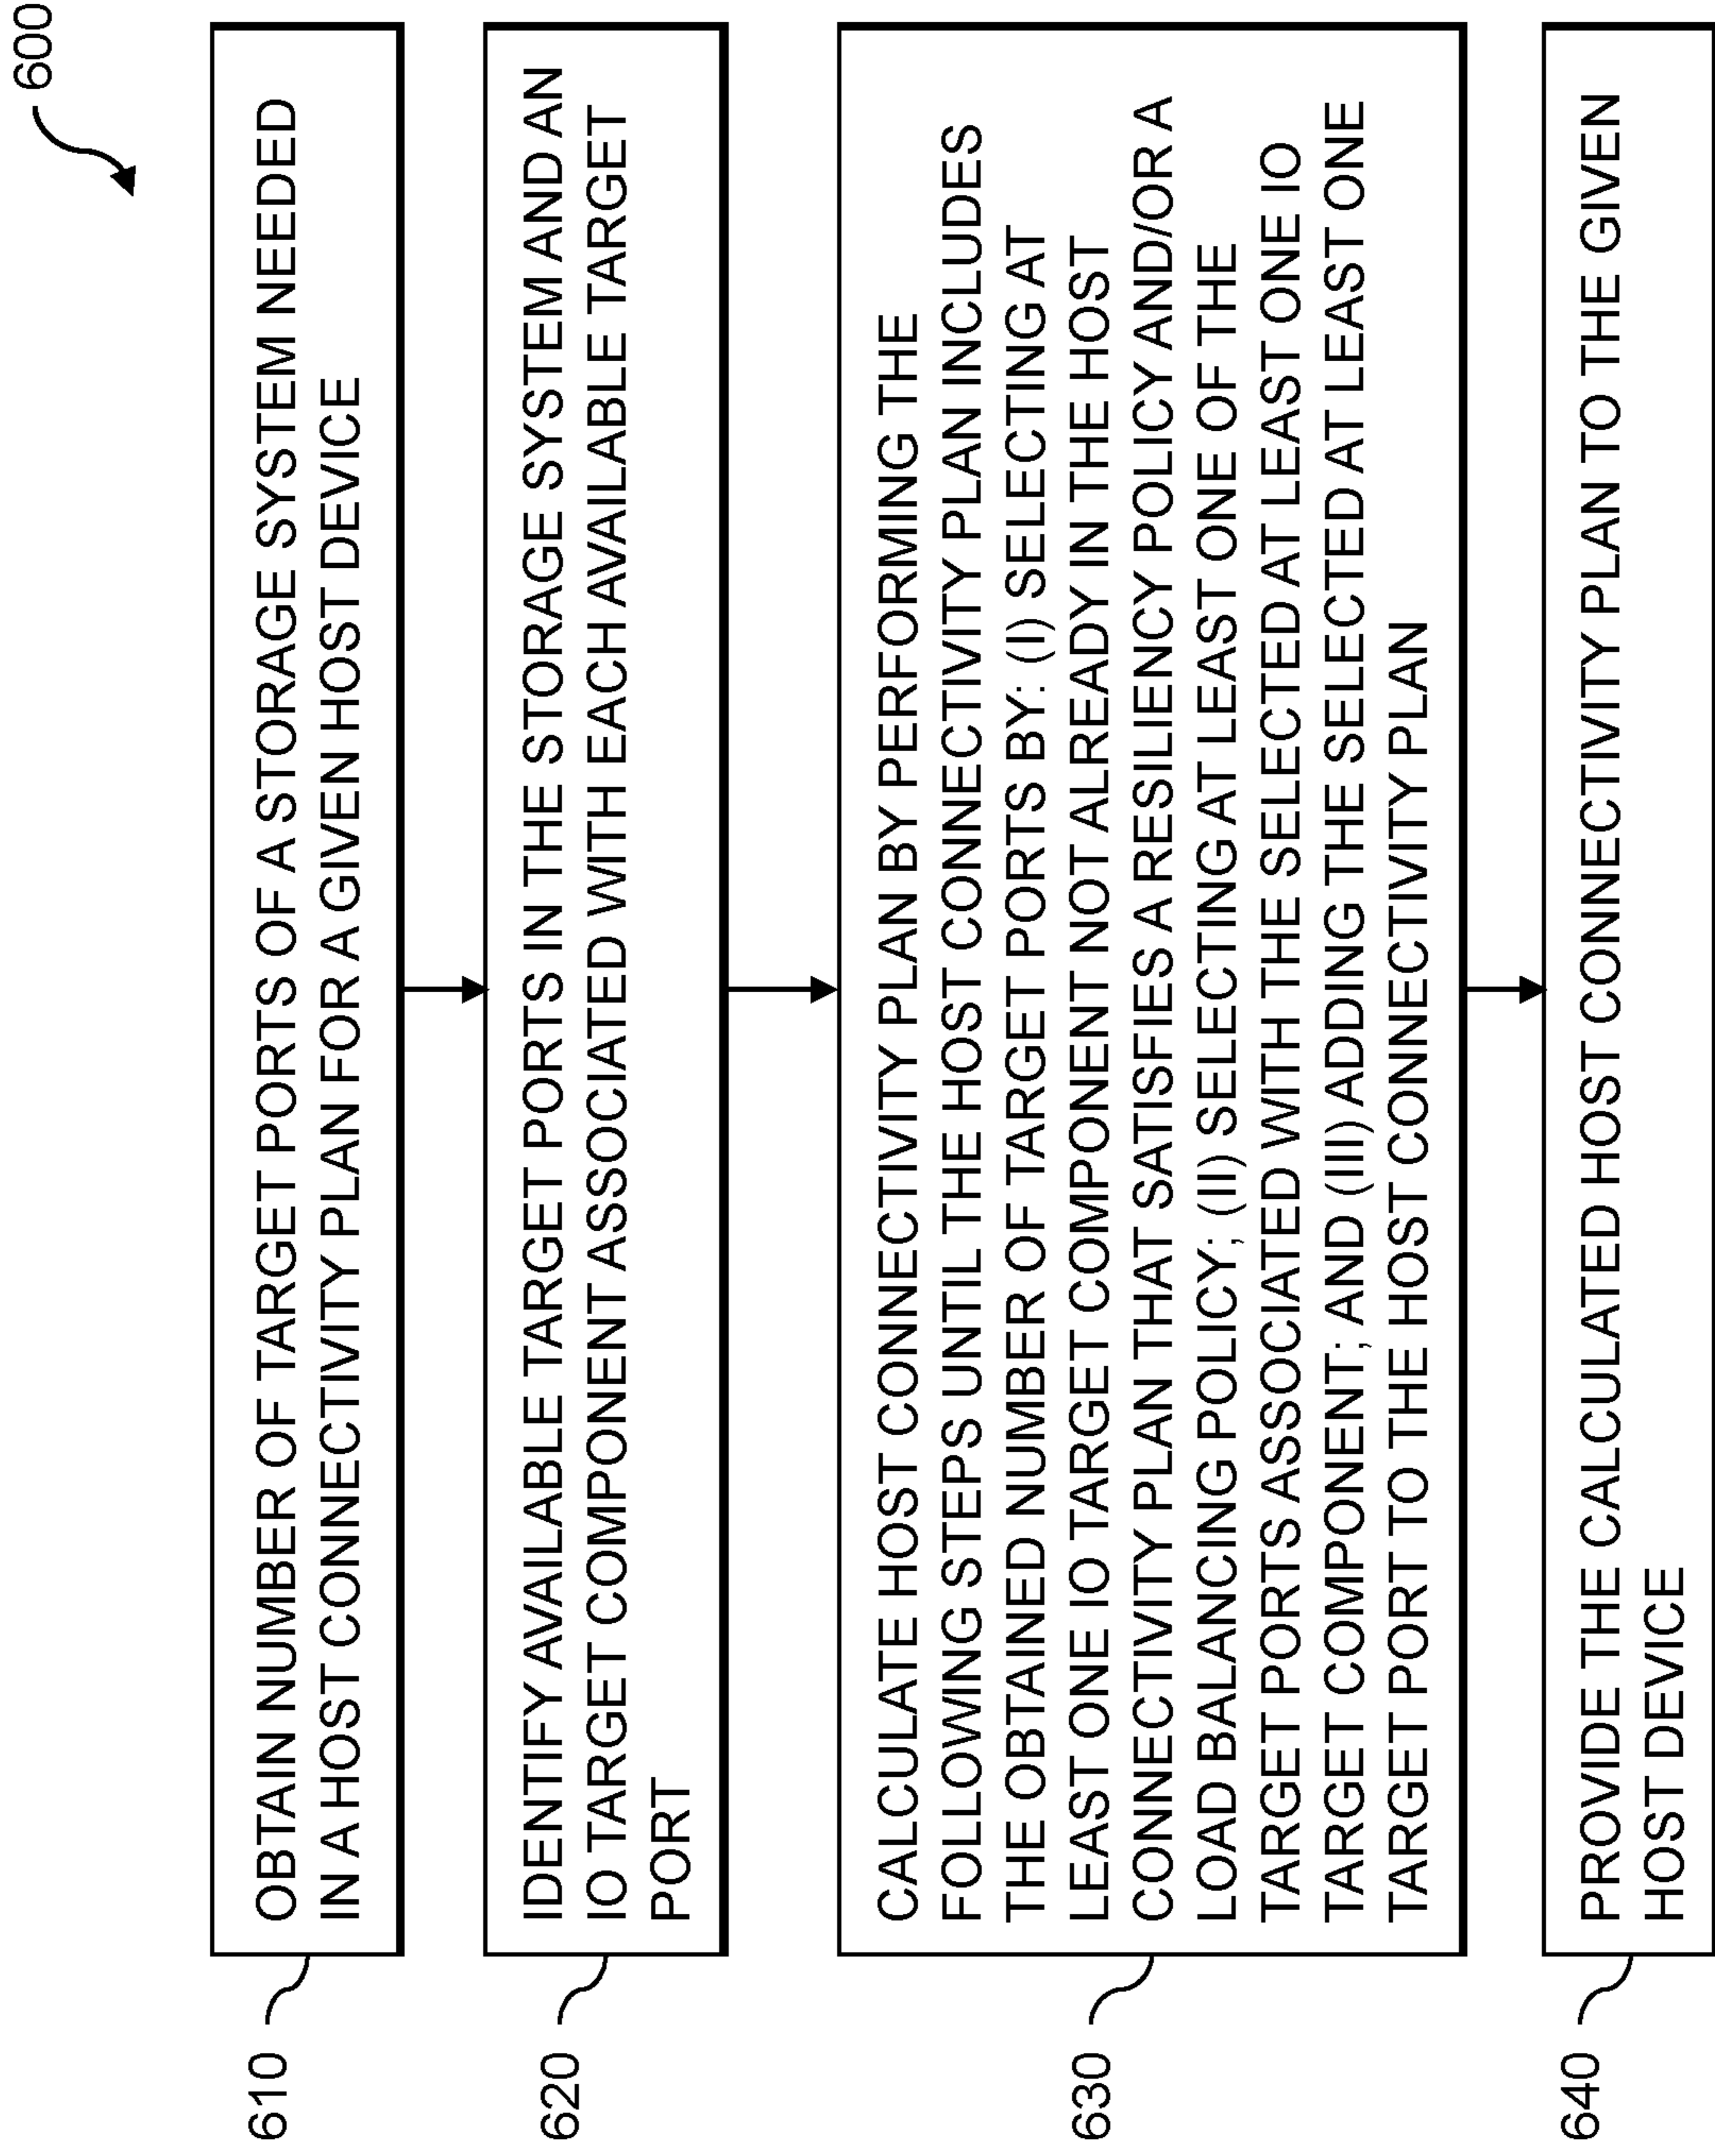 600
610
OBTAIN NUMBER OF TARGET PORTS OF A STORAGE SYSTEM NEEDED
IN A HOST CONNECTIVITY PLAN FOR A GIVEN HOST DEVICE
620
IDENTIFY AVAILABLE TARGET PORTS IN THE STORAGE SYSTEM AND AN
IO TARGET COMPONENT ASSOCIATED WITH EACH AVAILABLE TARGET
PORT
630
CALCULATE HOST CONNECTIVITY PLAN BY PERFORMING THE
FOLLOWING STEPS UNTIL THE HOST CONNECTIVITY PLAN INCLUDES
THE OBTAINED NUMBER OF TARGET PORTS BY: (I) SELECTING AT
LEAST ONE IO TARGET COMPONENT NOT ALREADY IN THE HOST
CONNECTIVITY PLAN THAT SATISFIES A RESILIENCY POLICY AND/OR A
LOAD BALANCING POLICY; (II) SELECTING AT LEAST ONE OF THE
TARGET PORTS ASSOCIATED WITH THE SELECTED AT LEAST ONE IO
TARGET COMPONENT; AND (III) ADDING THE SELECTED AT LEAST ONE
TARGET PORT TO THE HOST CONNECTIVITY PLAN
640
PROVIDE THE CALCULATED HOST CONNECTIVITY PLAN TO THE GIVEN
HOST DEVICE